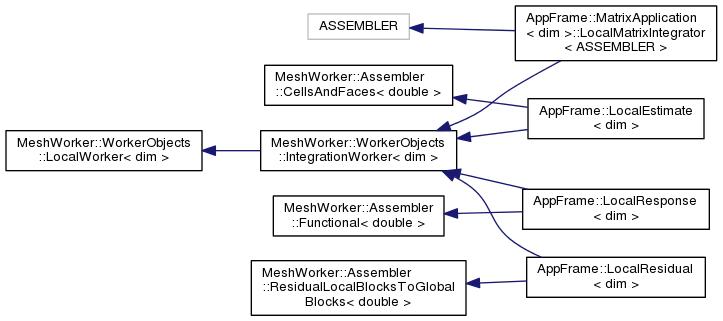 ASSEMBLER
AppFrame::MatrixApplication
< dim >::LocalMatrixIntegrator
< ASSEMBLER >
MeshWorker::Assembler
::CellsAndFaces< double >
AppFrame::LocalEstimate
< dim >
MeshWorker::WorkerObjects
::LocalWorker< dim >
MeshWorker::WorkerObjects
::IntegrationWorker< dim >
AppFrame::LocalResponse
< dim >
MeshWorker::Assembler
::Functional< double >
AppFrame::LocalResidual
< dim >
MeshWorker::Assembler
::ResidualLocalBlocksToGlobal
Blocks< double >